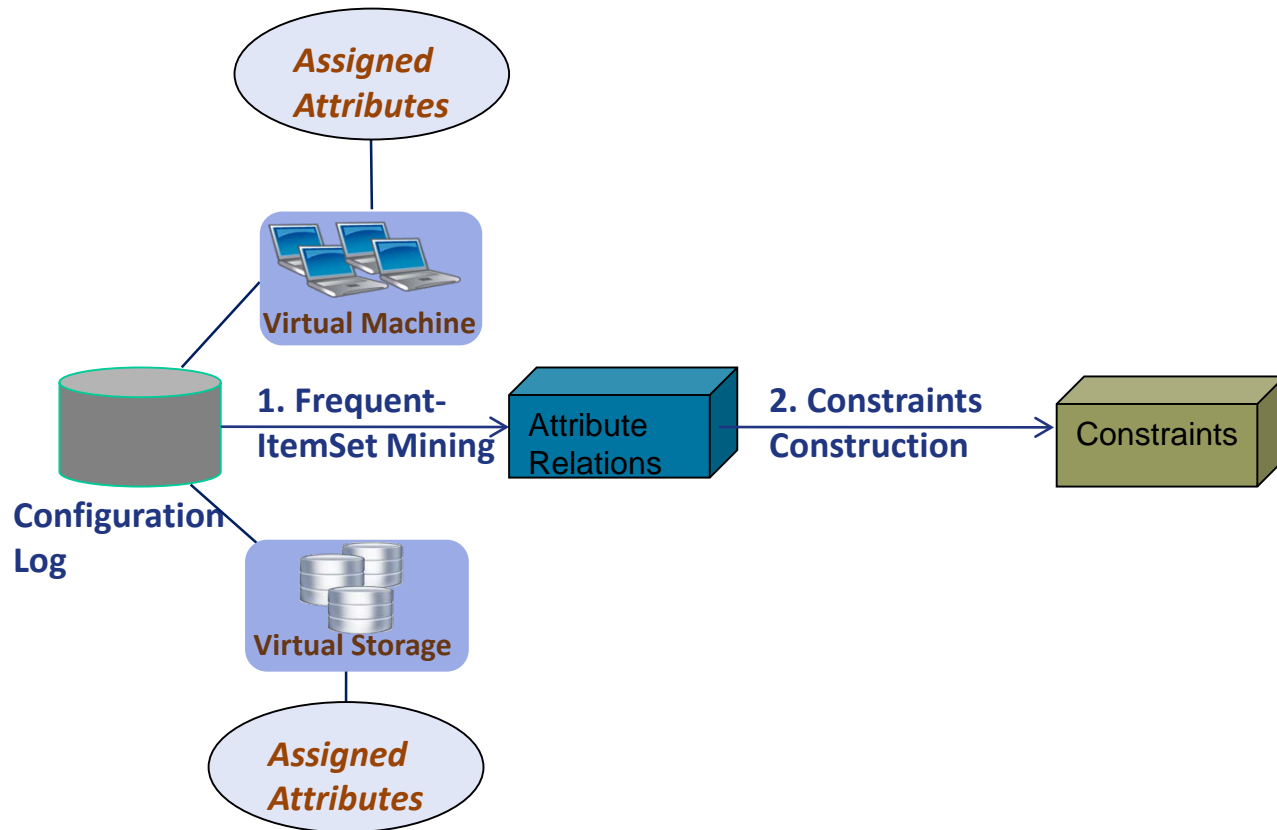 Assigned
Attributes
Virtual Machine
1. Frequent-
ItemSet Mining
Attribute
Relations
2. Constraints
Construction
Constraints
Configuration
Log
Virtual Storage
Assigned
Attributes